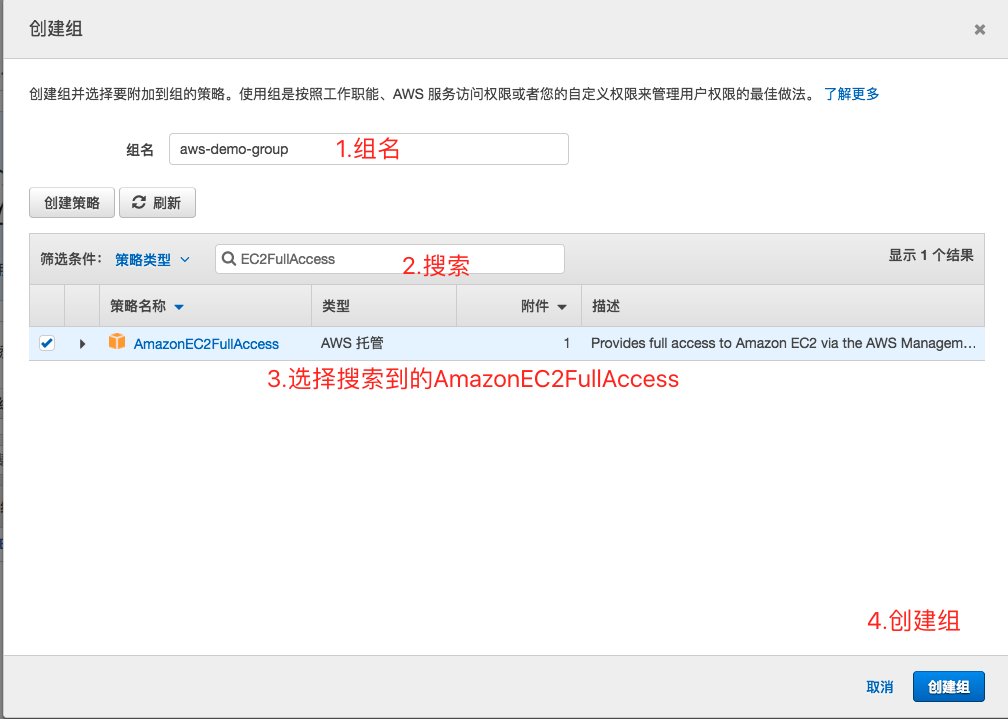 创建组
创建组并选择要附加到组的策略。使用组是按照工作职能、AWS 服务访问权限或者您的自定义权限来管理用户权限的最佳做法。 了解更多
组名 aws-demo-group 1.组名
创建策略 刷新
筛选条件： 策略类型 EC2FullAccess 2.搜索 显示 1 个结果
策略名称 类型 附件 描述
AmazonEC2FullAccess AWS 托管 1 Provides full access to Amazon EC2 via the AWS Managem…
3.选择搜索到的AmazonEC2FullAccess
4.创建组
取消 创建组